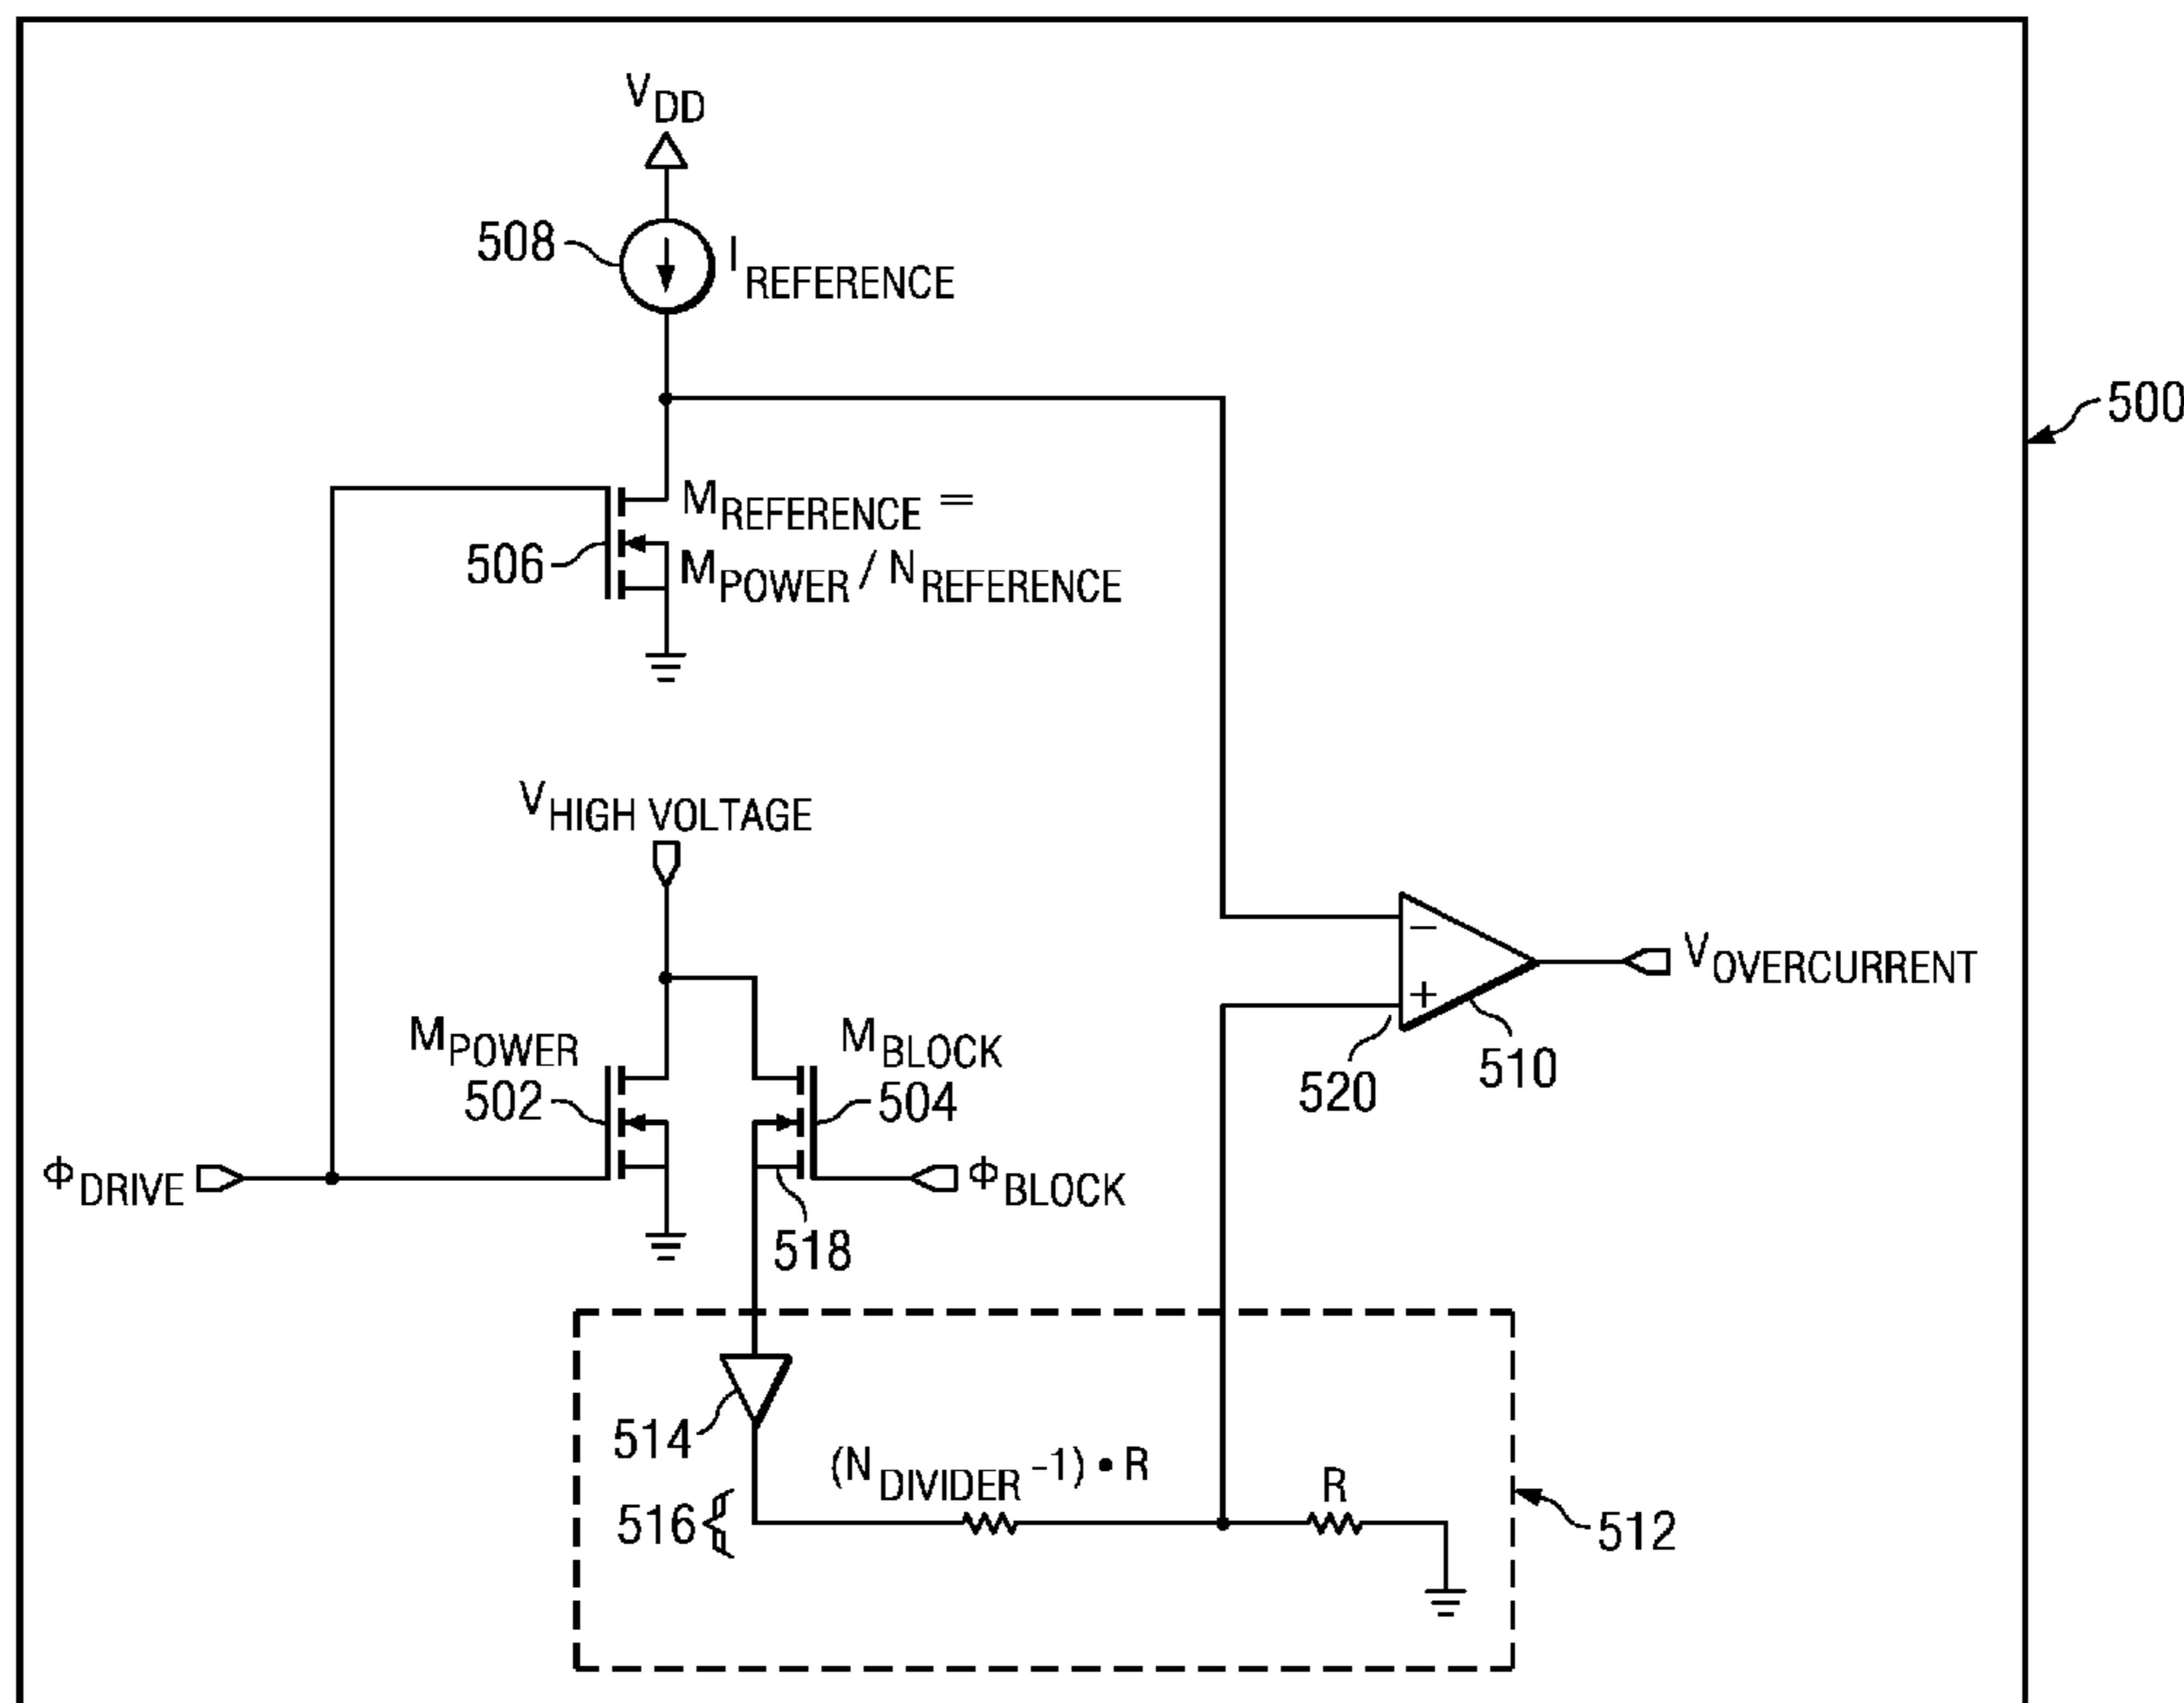 VDD
508
IREFERENCE
500
MREFERENCE =
506
MPOWER / NREFERENCE
VHIGH VOLTAGE
−
VOVERCURRENT
+
MPOWER
MBLOCK
510
520
502
504
ΦDRIVE
ΦBLOCK
518
514
(NDIVIDER -1) • R
R
516
512